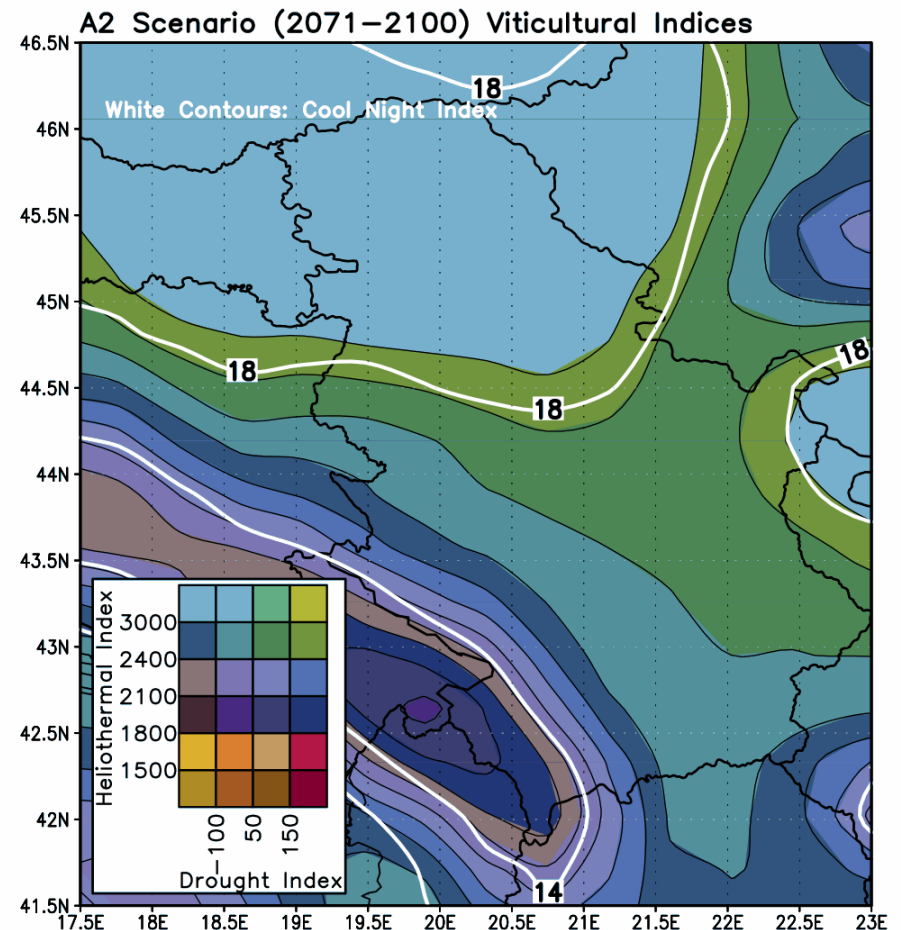 A2 Scenario (2071−2100) Viticultural Indices
46.5N
18
White Contours: Cool Night Index
46N
45.5N
45N
18
18
44.5N
18
44N
43.5N
Heliothermal Index
3000
43N
2400
2100
42.5N
1800
1500
42N
−100
50
150
Drought Index
14
41.5N
17.5E 18E 18.5E 19E 19.5E 20E 20.5E 21E 21.5E 22E 22.5E 23E